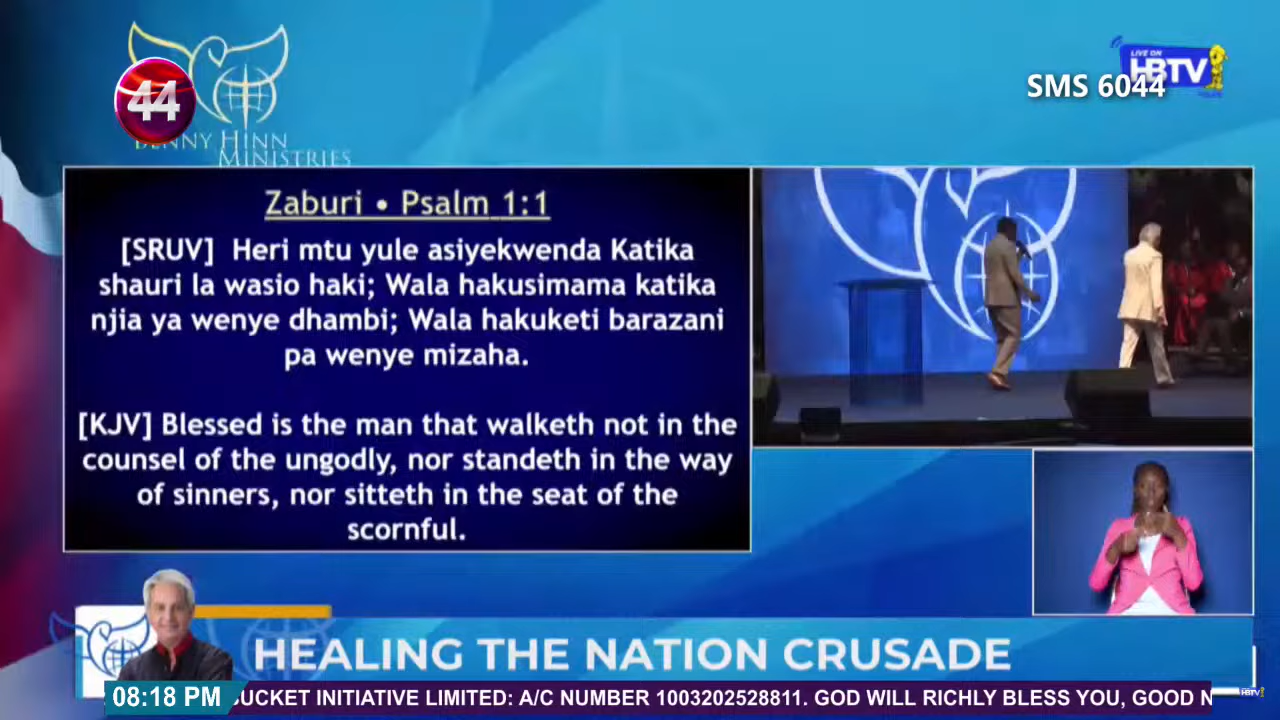 44
BENNY HINN
MINISTRIES
LIVE ON
HBTV
SMS 6044
Zaburi • Psalm 1:1
[SRUV] Heri mtu yule asiyekwenda Katika
shauri la wasio haki; Wala hakusimama katika
njia ya wenye dhambi; Wala hakuketi barazani
pa wenye mizaha.
[KJV] Blessed is the man that walketh not in the
counsel of the ungodly, nor standeth in the way
of sinners, nor sitteth in the seat of the
scornful.
HEALING THE NATION CRUSADE
08:18 PM
INITIATIVE LIMITED: A/C NUMBER 1003202528811. GOD WILL RICHLY BLESS YOU, GOOD
HBTV